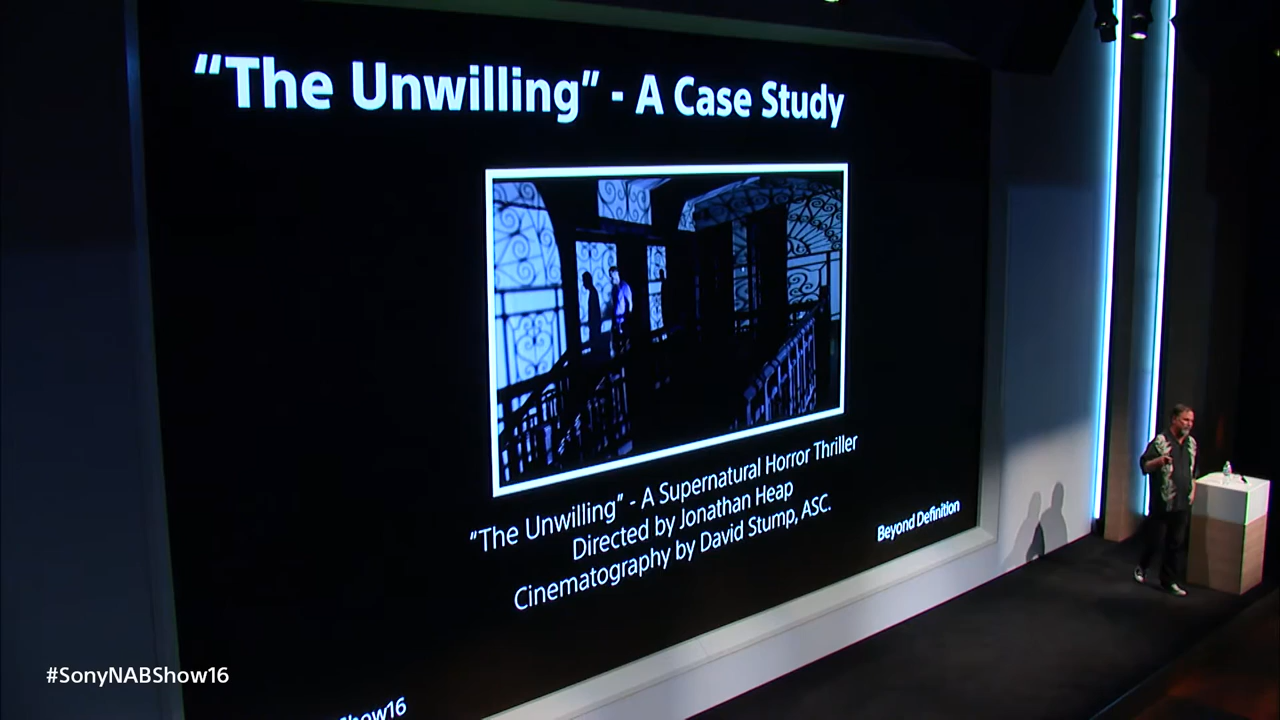 “The Unwilling” - A Case Study
“The Unwilling” - A Supernatural Horror Thriller
Directed by Jonathan Heap
Cinematography by David Stump, ASC.
Beyond Definition
#SonyNABShow16
how16